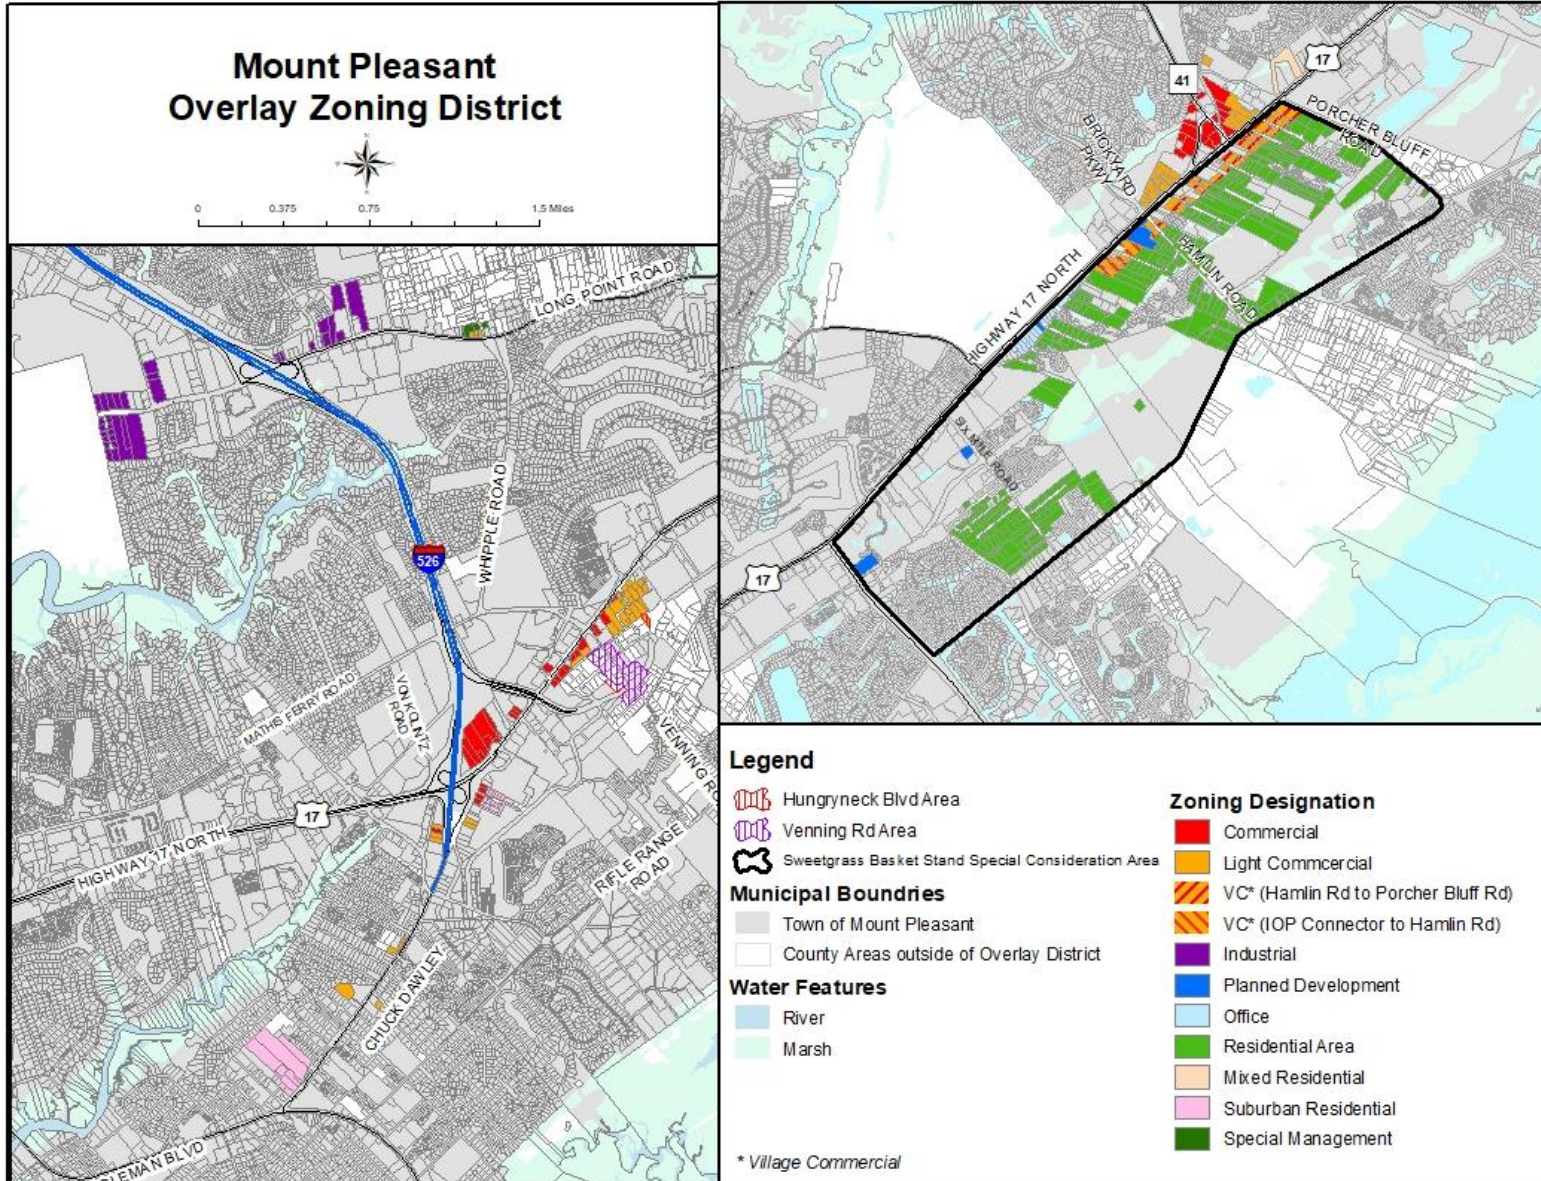 Mount Pleasant
Overlay Zoning District
N
0 0.375 0.75 1.5 Miles
LONG POINT ROAD
WHIPPLE ROAD
526
MATHIS FERRY ROAD
VON KOLNITZ
ROAD
VENNING RO
17
HIGHWAY 17 NORTH
RIFLE RANGE
ROAD
CHUCK DAWLEY
OLEMAN BLVD
17
41
PORCHER BLUFF
ROAD
BRICKYARD
PKWY
HAMLIN ROAD
HIGHWAY 17 NORTH
SIX MILE ROAD
17
Legend
Hungryneck Blvd Area
Venning Rd Area
Sweetgrass Basket Stand Special Consideration Area
Municipal Boundries
Town of Mount Pleasant
County Areas outside of Overlay District
Water Features
River
Marsh
* Village Commercial
Zoning Designation
Commercial
Light Commcercial
VC* (Hamlin Rd to Porcher Bluff Rd)
VC* (IOP Connector to Hamlin Rd)
Industrial
Planned Development
Office
Residential Area
Mixed Residential
Suburban Residential
Special Management